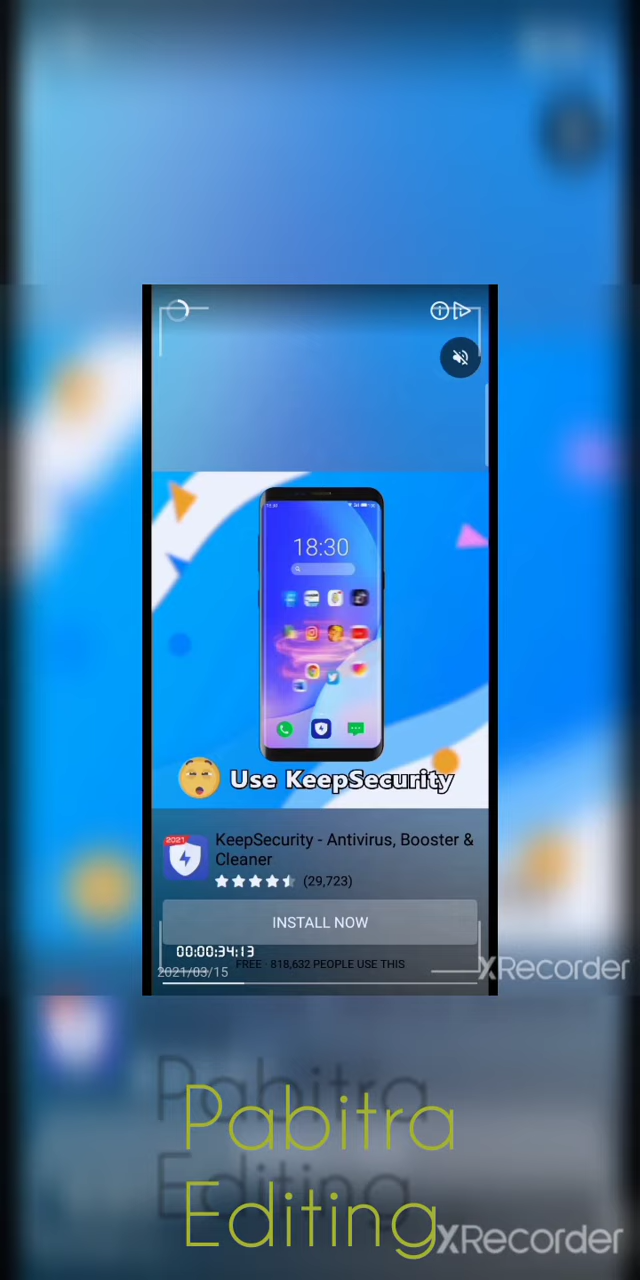 18:30
Use KeepSecurity
2021
KeepSecurity - Antivirus, Booster &
Cleaner
(29,723)
INSTALL NOW
00:00:34:13
FREE · 818,632 PEOPLE USE THIS
2021/03/15
XRecorder
Pabitra
Editing
XRecorder